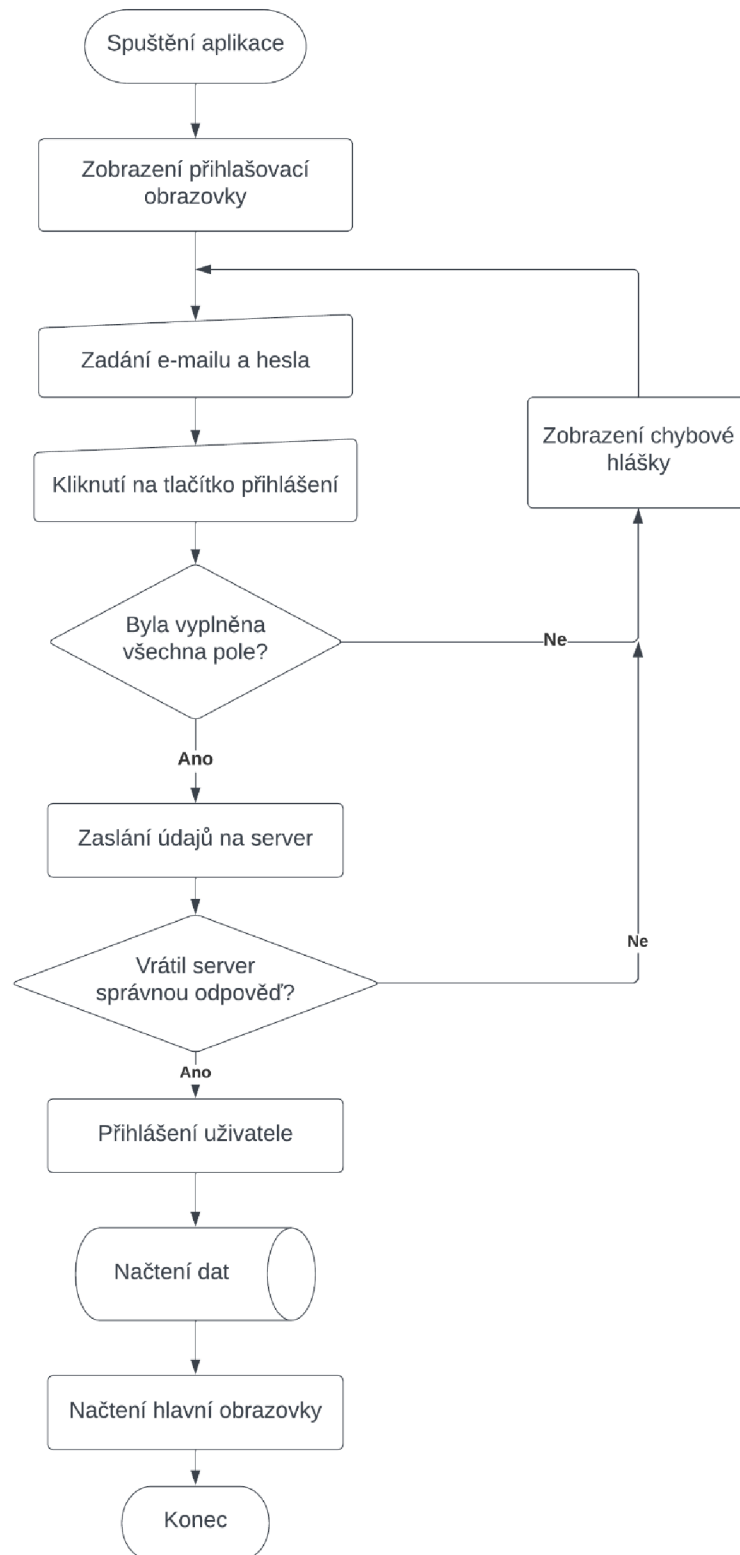 Spuštění aplikace
Zobrazení přihlašovací
obrazovky
Zadání e-mailu a hesla
Zobrazení chybové
hlášky
Kliknutí na tlačítko přihlášení
Byla vyplněna
všechna pole?
Ne
Ano
Zaslání údajů na server
Ne
Vrátil server
správnou odpověď?
Ano
Přihlášení uživatele
Načtení dat
Načtení hlavní obrazovky
Konec